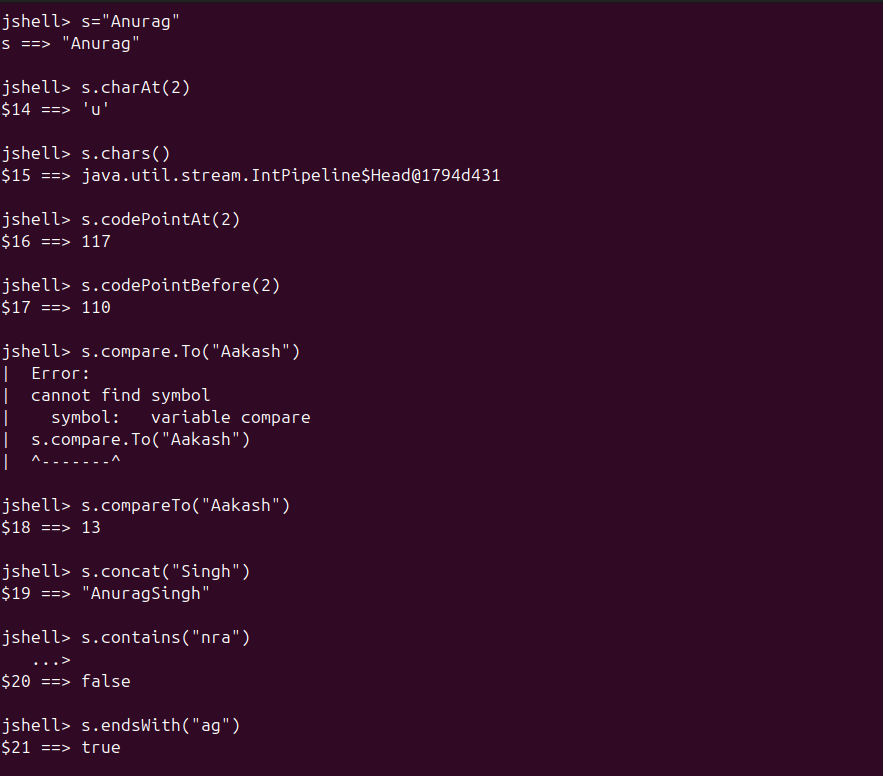 jshell> s="Anurag"
s ==> "Anurag"
jshell> s.charAt(2)
$14 ==> 'u'
jshell> s.chars()
$15 ==> java.util.stream.IntPipeline$Head@1794d431
jshell> s.codePointAt(2)
$16 ==> 117
jshell> s.codePointBefore(2)
$17 ==> 110
jshell> s.compare.To("Aakash")
|  Error:
|  cannot find symbol
|    symbol:   variable compare
|  s.compare.To("Aakash")
|  ^-------^
jshell> s.compareTo("Aakash")
$18 ==> 13
jshell> s.concat("Singh")
$19 ==> "AnuragSingh"
jshell> s.contains("nra")
   ...>
$20 ==> false
jshell> s.endsWith("ag")
$21 ==> true